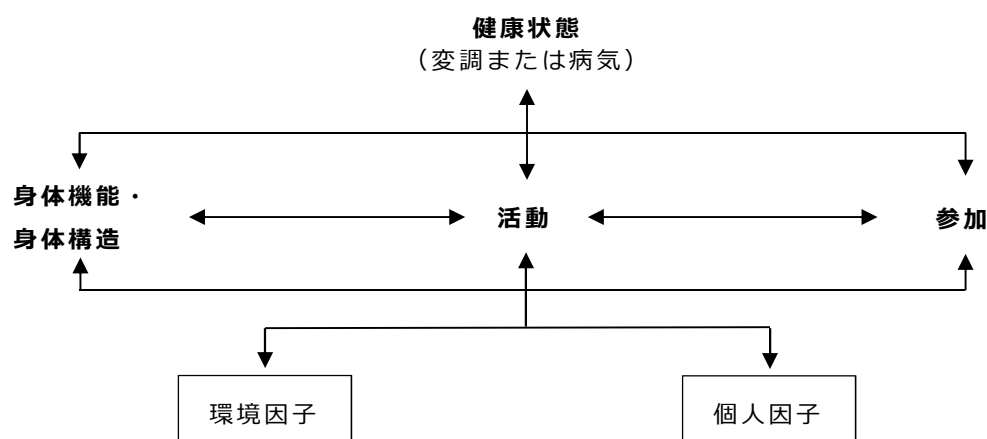 健康状態
（変調または病気）
身体機能・
身体構造
活動
参加
環境因子
個人因子